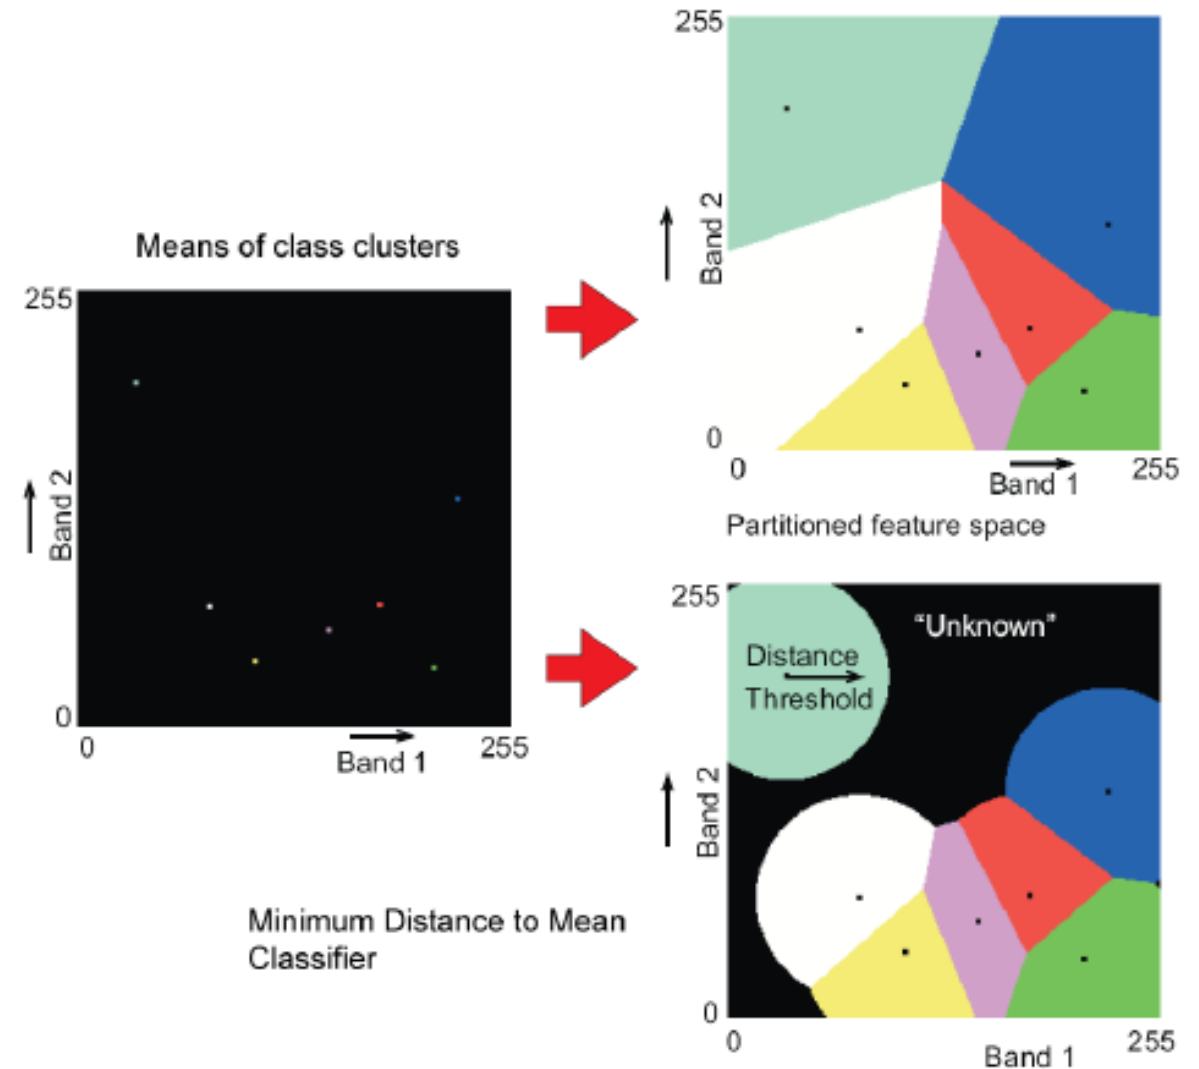 Means of class clusters
255
Band 2
0
0
Band 1
255
255
Band 2
0
0
Band 1
255
Partitioned feature space
255
"Unknown"
Distance
Threshold
Band 2
0
0
Band 1
255
Minimum Distance to Mean
Classifier